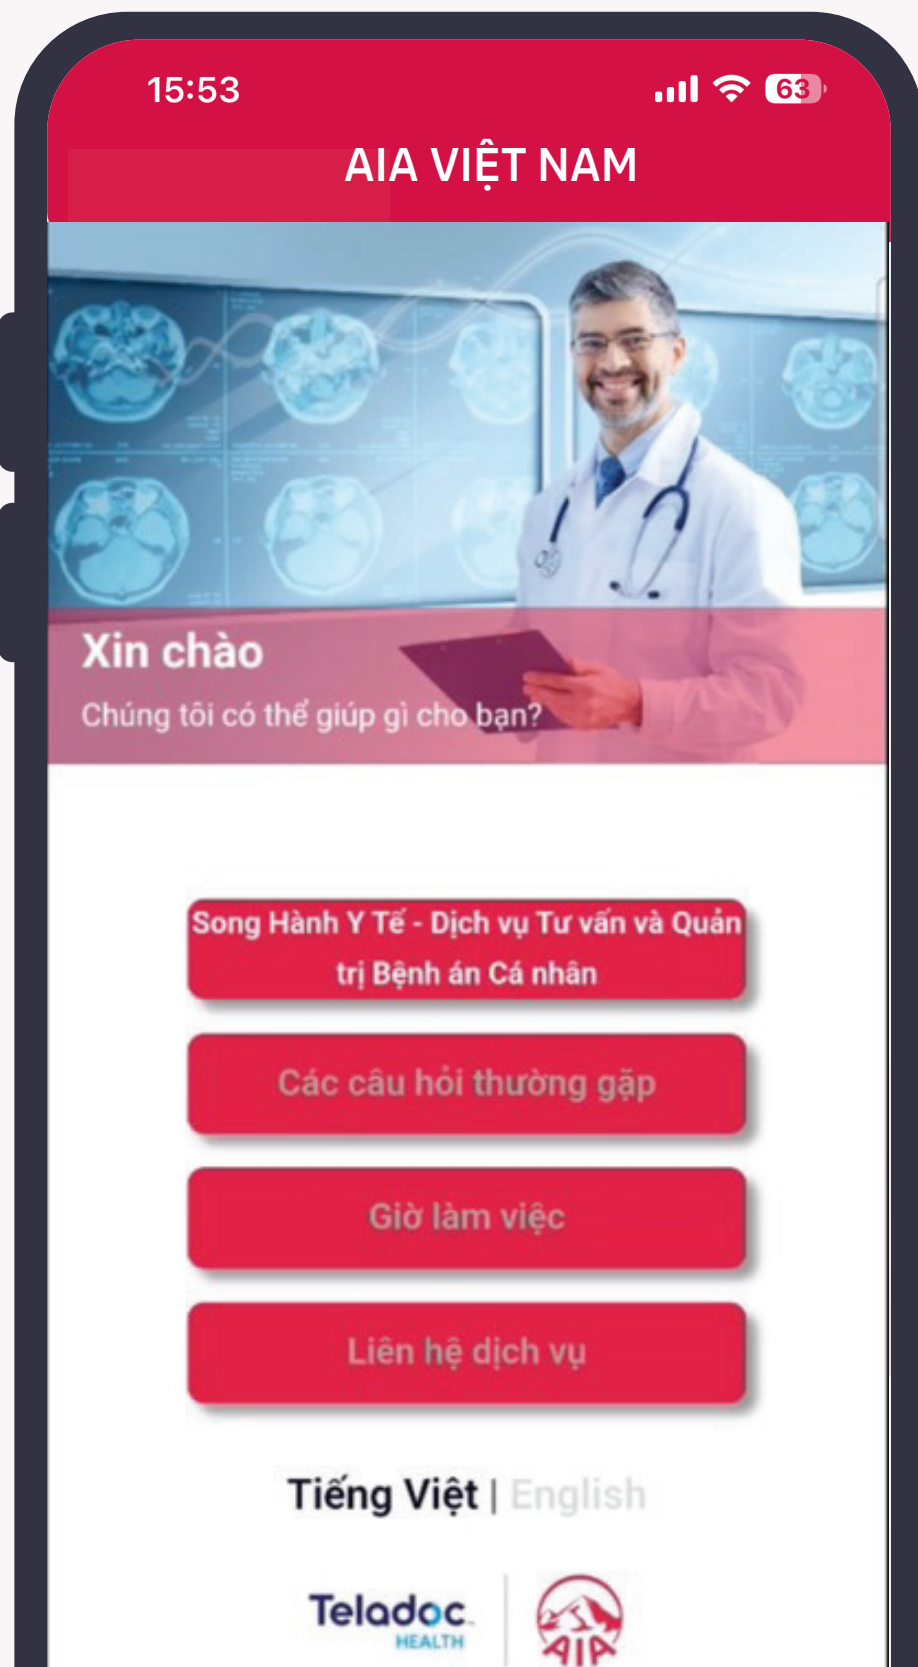 15:53
63
AIA VIỆT NAM
Xin chào
Chúng tôi có thể giúp gì cho bạn?
Song Hành Y Tế - Dịch vụ Tư vấn và Quản
trị Bệnh án Cá nhân
Các câu hỏi thường gặp
Giờ làm việc
Liên hệ dịch vụ
Tiếng Việt | English
Teladoc
HEALTH
AIA